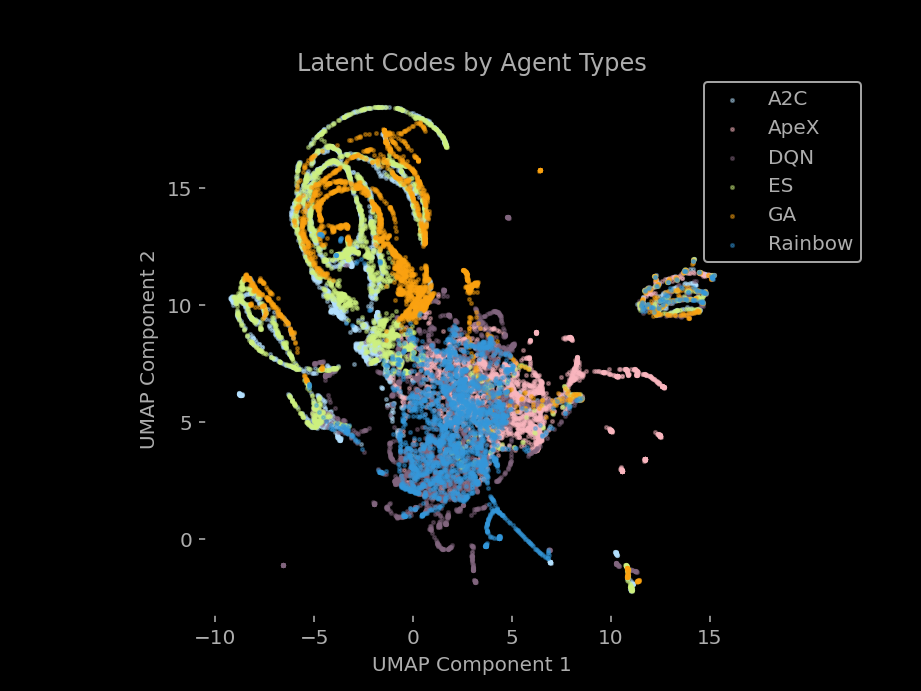 Latent Codes by Agent Types
A2C
ApeX
DQN
ES
GA
Rainbow
UMAP Component 2
15
10
5
0
−10
−5
0
5
10
15
UMAP Component 1